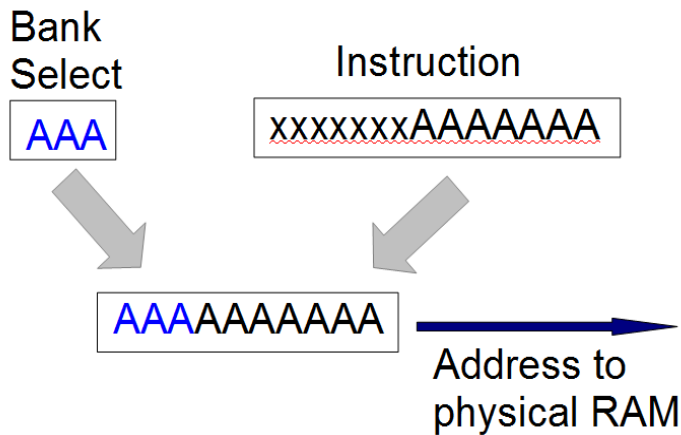 Bank
Select
Instruction
AAA
xxxxxxxAAAAAAA
AAAAAAAAAA
Address to
physical RAM